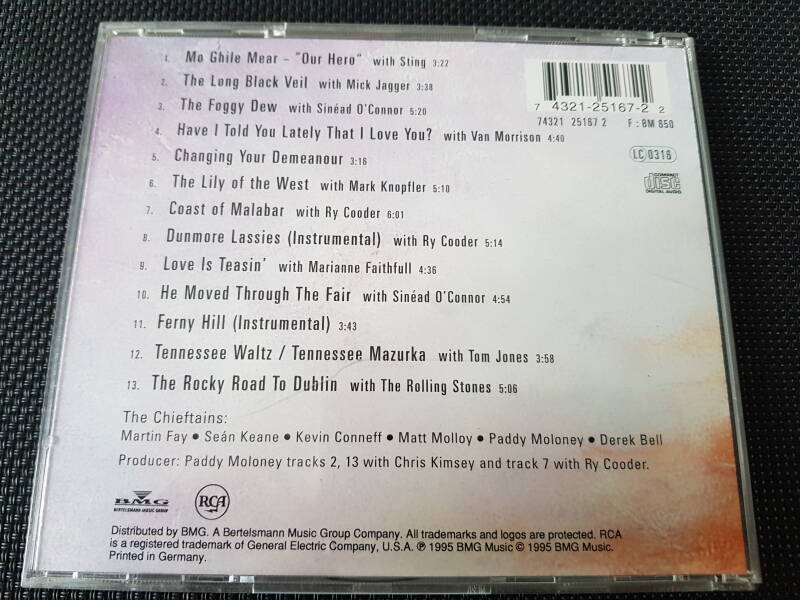 1. Mo Ghile Mear - "Our Hero" with Sting 3:22
2. The Long Black Veil with Mick Jagger 3:38
3. The Foggy Dew with Sinéad O'Connor 5:20
4. Have I Told You Lately That I Love You? with Van Morrison 4:40
5. Changing Your Demeanour 3:16
6. The Lily of the West with Mark Knopfler 5:10
7. Coast of Malabar with Ry Cooder 6:01
8. Dunmore Lassies (Instrumental) with Ry Cooder 5:14
9. Love Is Teasin' with Marianne Faithfull 4:36
10. He Moved Through The Fair with Sinéad O'Connor 4:54
11. Ferny Hill (Instrumental) 3:43
12. Tennessee Waltz / Tennessee Mazurka with Tom Jones 3:58
13. The Rocky Road To Dublin with The Rolling Stones 5:06
7 4321-25167-2 2
74321 25167 2 F: BM 650
LC 0316
COMPACT
disc
DIGITAL AUDIO
The Chieftains:
Martin Fay • Seán Keane • Kevin Conneff • Matt Molloy • Paddy Moloney • Derek Bell
Producer: Paddy Moloney tracks 2, 13 with Chris Kimsey and track 7 with Ry Cooder.
BMG
BERTELSMANN MUSIC GROUP
RCA
Distributed by BMG. A Bertelsmann Music Group Company. All trademarks and logos are protected. RCA
is a registered trademark of General Electric Company, U.S.A. ℗ 1995 BMG Music © 1995 BMG Music.
Printed in Germany.